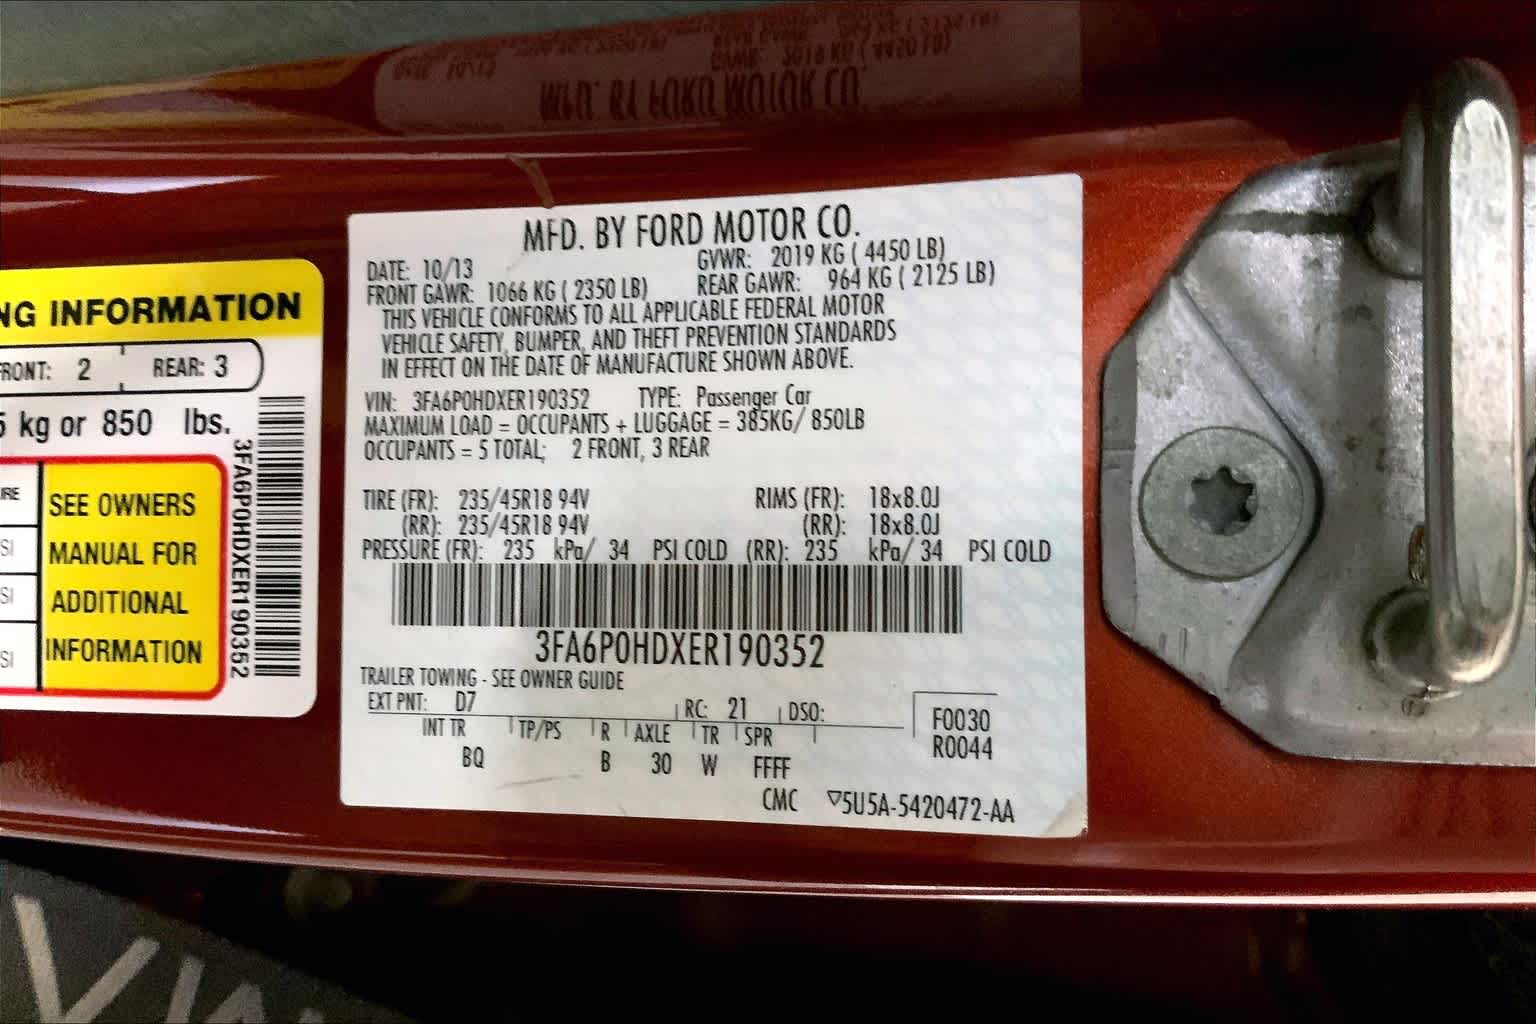 MFD. BY FORD MOTOR CO.
DATE: 10/13 GVWR: 2019 KG ( 4450 LB)
FRONT GAWR: 1066 KG ( 2350 LB) REAR GAWR: 964 KG ( 2125 LB)
THIS VEHICLE CONFORMS TO ALL APPLICABLE FEDERAL MOTOR
VEHICLE SAFETY, BUMPER, AND THEFT PREVENTION STANDARDS
IN EFFECT ON THE DATE OF MANUFACTURE SHOWN ABOVE.
VIN: 3FA6P0HDXER190352 TYPE: Passenger Car
MAXIMUM LOAD = OCCUPANTS + LUGGAGE = 385KG/ 850LB
OCCUPANTS = 5 TOTAL; 2 FRONT, 3 REAR
TIRE (FR): 235/45R18 94V RIMS (FR): 18x8.0J
(RR): 235/45R18 94V (RR): 18x8.0J
PRESSURE (FR): 235 kPa/ 34 PSI COLD (RR): 235 kPa/ 34 PSI COLD
3FA6P0HDXER190352
TRAILER TOWING - SEE OWNER GUIDE
EXT PNT: D7 RC: 21 DSO:
INT TR TP/PS R AXLE TR SPR
BQ B 30 W FFFF
F0030
R0044
CMC ▽5U5A-5420472-AA
NG INFORMATION
RONT: 2 REAR: 3
5 kg or 850 lbs.
RE
SI
SI
SI
SEE OWNERS
MANUAL FOR
ADDITIONAL
INFORMATION
3FA6P0HDXER190352